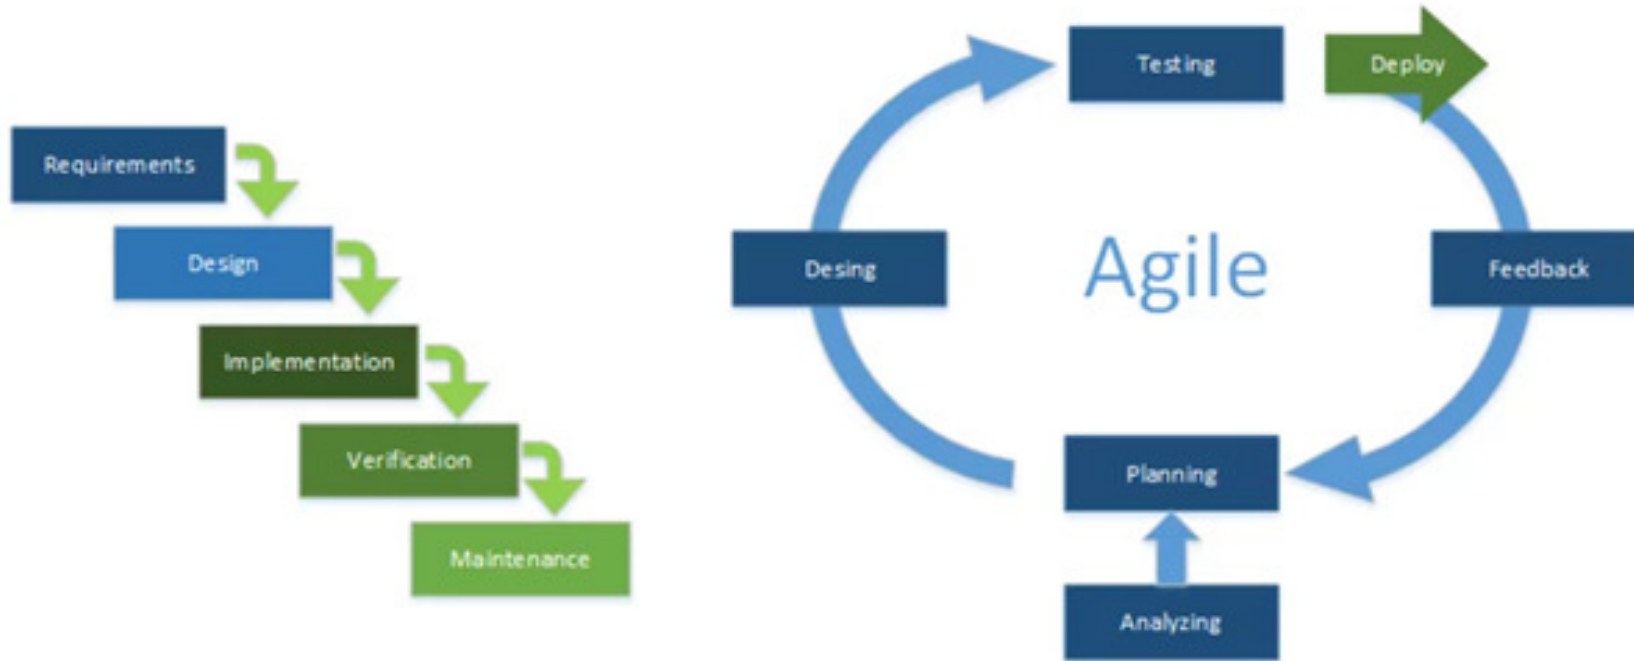 Requirements
Design
Implementation
Verification
Maintenance
Testing
Deploy
Desing
Agile
Feedback
Planning
Analyzing